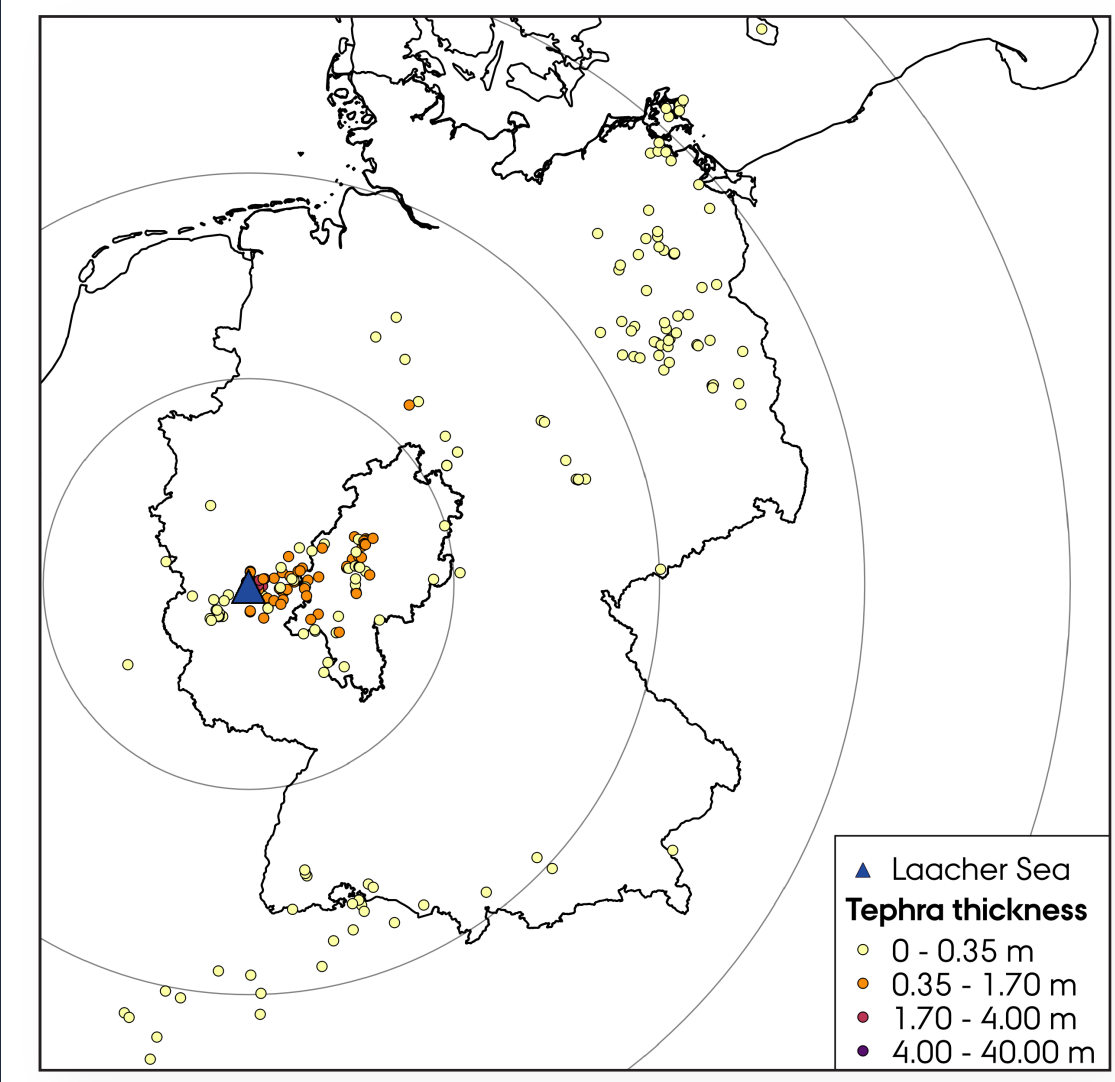 Laacher Sea
Tephra thickness
0 - 0.35 m
0.35 - 1.70 m
1.70 - 4.00 m
4.00 - 40.00 m